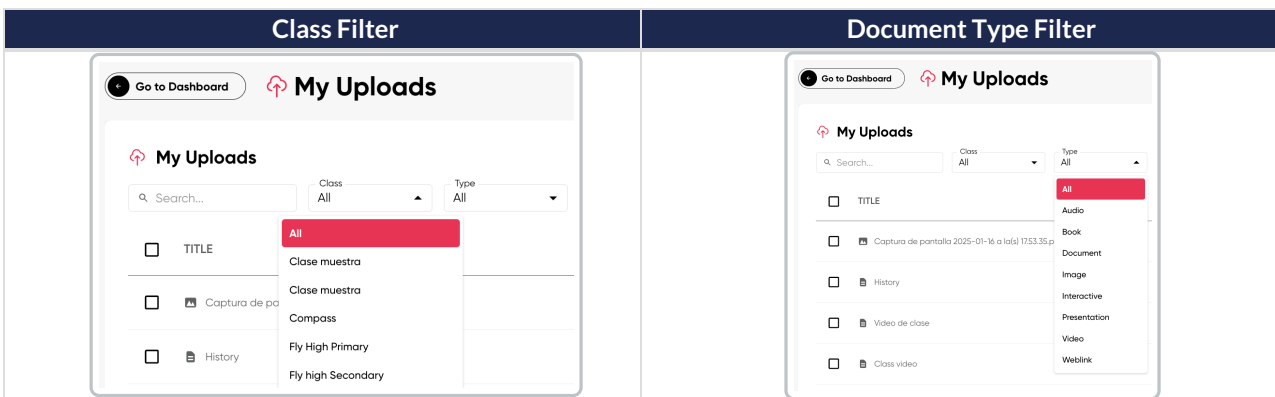 Class Filter
Document Type Filter
Go to Dashboard
My Uploads
My Uploads
Search...
Class
All
Type
All
All
TITLE
Clase muestra
Clase muestra
Captura de pa
Compass
Fly High Primary
History
Fly high Secondary
Go to Dashboard
My Uploads
My Uploads
Search...
Class
All
Type
All
All
TITLE
Audio
Book
Captura de pantalla 2025-01-16 a la(s) 17.53.35.p
Document
Image
History
Interactive
Presentation
Video de clase
Video
Weblink
Class video